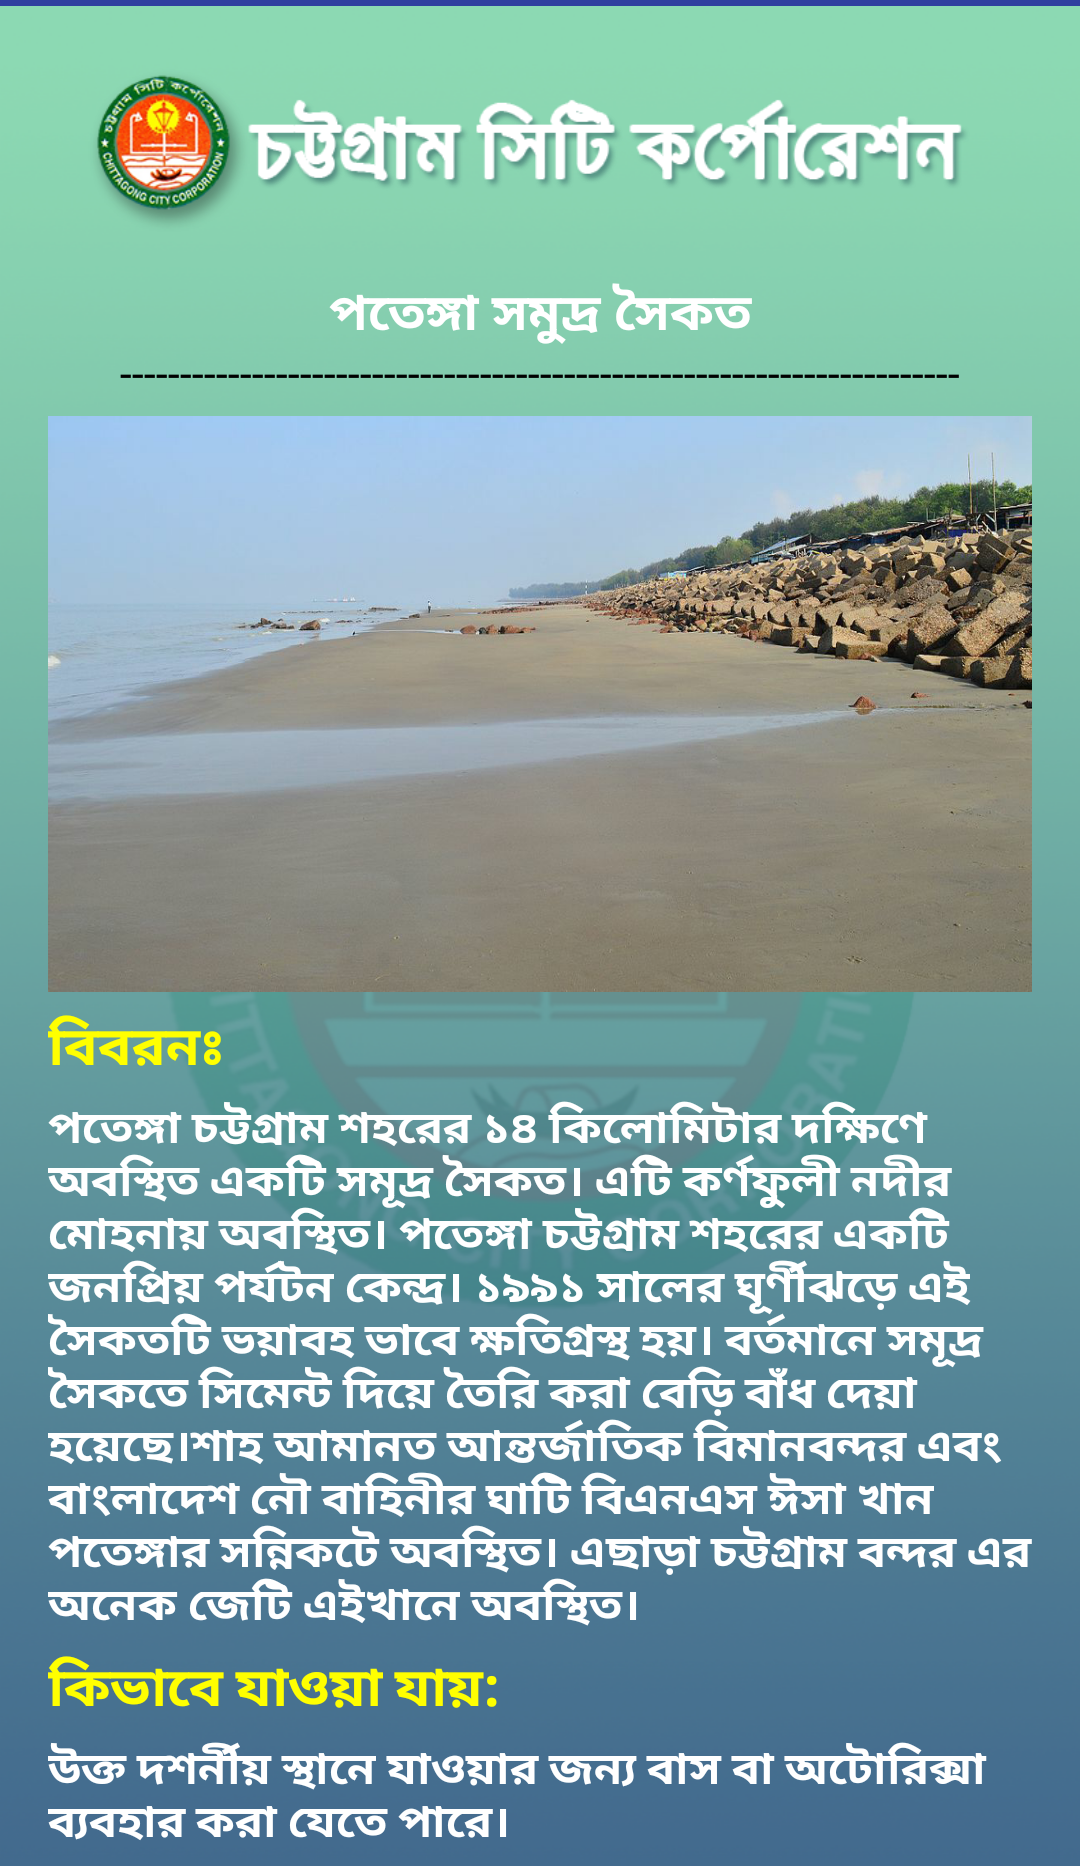 চট্টগ্রাম সিটি কর্পোরেশন
CHITTAGONG CITY CORPORATION
চট্টগ্রাম সিটি কর্পোরেশন
পতেঙ্গা সমুদ্র সৈকত
----------------------------------------------------------------------
বিবরনঃ
পতেঙ্গা চট্টগ্রাম শহরের ১৪ কিলোমিটার দক্ষিণে
অবস্থিত একটি সমূদ্র সৈকত। এটি কর্ণফুলী নদীর
মোহনায় অবস্থিত। পতেঙ্গা চট্টগ্রাম শহরের একটি
জনপ্রিয় পর্যটন কেন্দ্র। ১৯৯১ সালের ঘূর্ণীঝড়ে এই
সৈকতটি ভয়াবহ ভাবে ক্ষতিগ্রস্থ হয়। বর্তমানে সমূদ্র
সৈকতে সিমেন্ট দিয়ে তৈরি করা বেড়ি বাঁধ দেয়া
হয়েছে।শাহ আমানত আন্তর্জাতিক বিমানবন্দর এবং
বাংলাদেশ নৌ বাহিনীর ঘাটি বিএনএস ঈসা খান
পতেঙ্গার সন্নিকটে অবস্থিত। এছাড়া চট্টগ্রাম বন্দর এর
অনেক জেটি এইখানে অবস্থিত।
কিভাবে যাওয়া যায়:
উক্ত দশর্নীয় স্থানে যাওয়ার জন্য বাস বা অটোরিক্সা
ব্যবহার করা যেতে পারে।